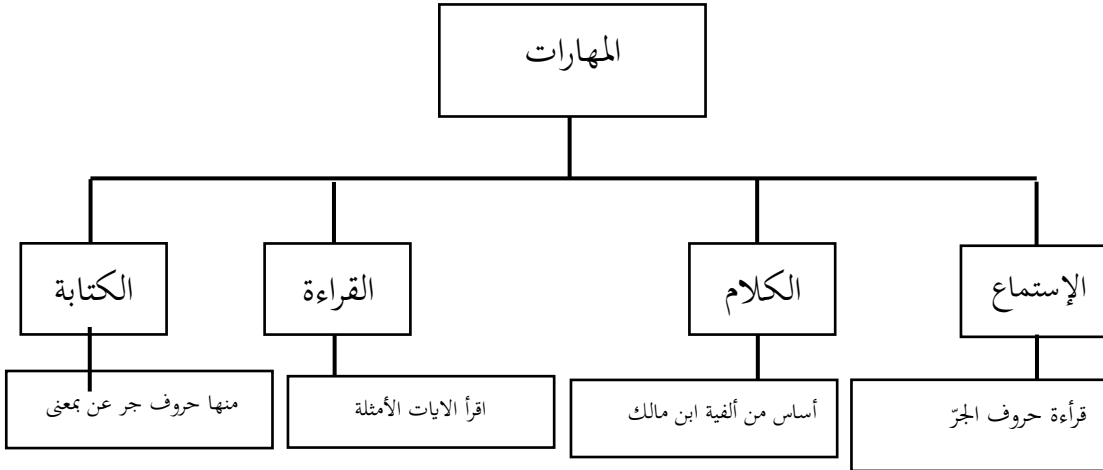 المهارات
الإستماع
الكلام
القراءة
الكتابة
قرأءة حروف الجرّ
أساس من ألفية ابن مالك
اقرأ الايات الأمثلة
منها حروف جر عن بمعنى